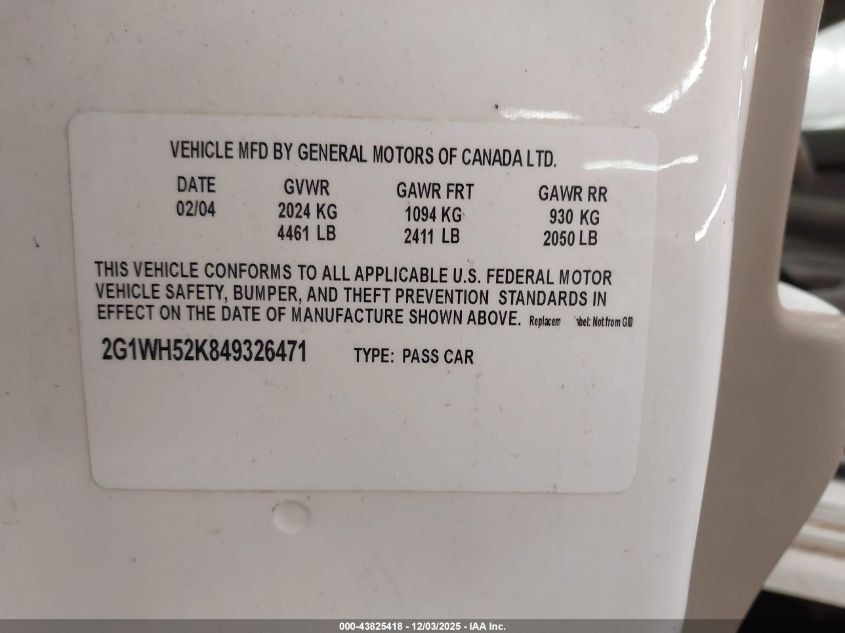 VEHICLE MFD BY GENERAL MOTORS OF CANADA LTD.
DATE GVWR GAWR FRT GAWR RR
02/04 2024 KG 1094 KG 930 KG
4461 LB 2411 LB 2050 LB
THIS VEHICLE CONFORMS TO ALL APPLICABLE U.S. FEDERAL MOTOR
VEHICLE SAFETY, BUMPER, AND THEFT PREVENTION STANDARDS IN
EFFECT ON THE DATE OF MANUFACTURE SHOWN ABOVE. Not from
2G1WH52K849326471 TYPE: PASS CAR
000-43825418 - 12/03/2025 - IAA Inc.